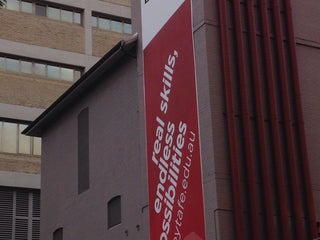 real skills,
endless
ossibilities
eytafe.edu.au